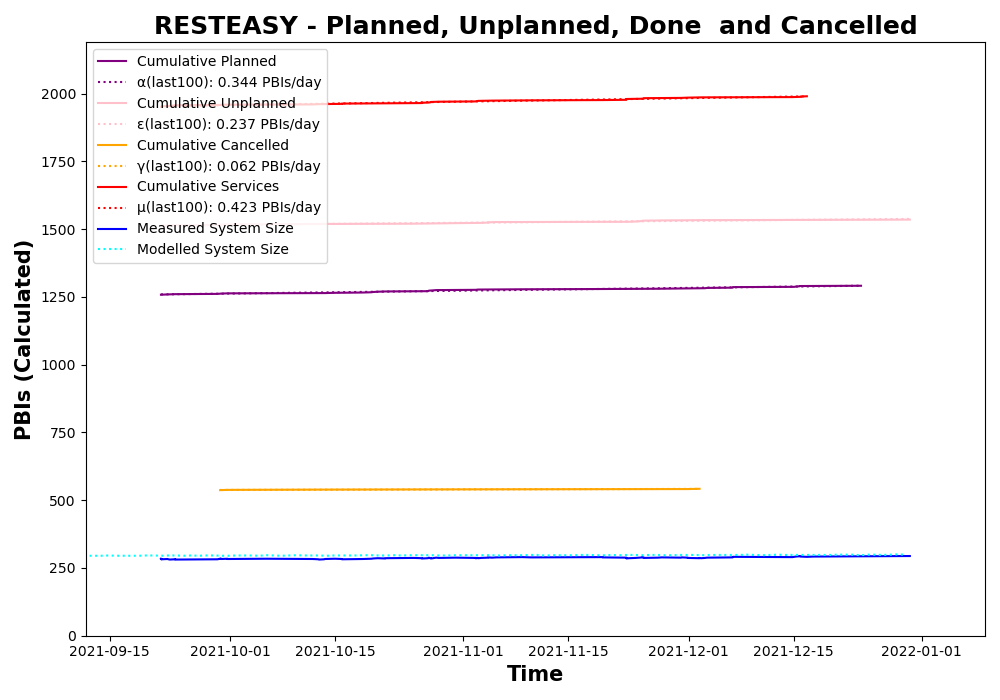 RESTEASY - Planned, Unplanned, Done  and Cancelled
Cumulative Planned
α(last100): 0.344 PBIs/day
Cumulative Unplanned
ε(last100): 0.237 PBIs/day
Cumulative Cancelled
γ(last100): 0.062 PBIs/day
Cumulative Services
μ(last100): 0.423 PBIs/day
Measured System Size
Modelled System Size
PBIs (Calculated)
2000
1750
1500
1250
1000
750
500
250
0
2021-09-15
2021-10-01
2021-10-15
2021-11-01
2021-11-15
2021-12-01
2021-12-15
2022-01-01
Time